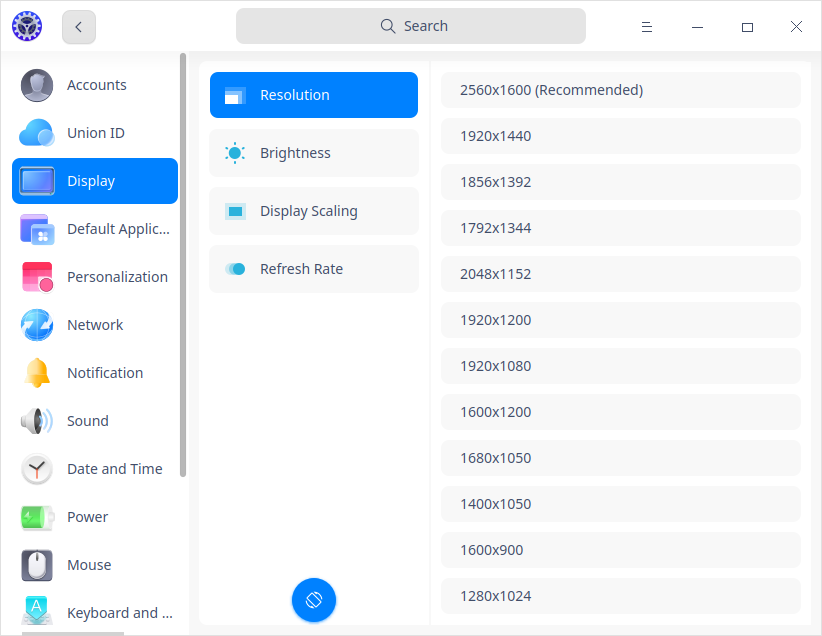 Search
Accounts
Union ID
Display
Default Applic...
Personalization
Network
Notification
Sound
Date and Time
Power
Mouse
Keyboard and ...
Resolution
Brightness
Display Scaling
Refresh Rate
2560x1600 (Recommended)
1920x1440
1856x1392
1792x1344
2048x1152
1920x1200
1920x1080
1600x1200
1680x1050
1400x1050
1600x900
1280x1024